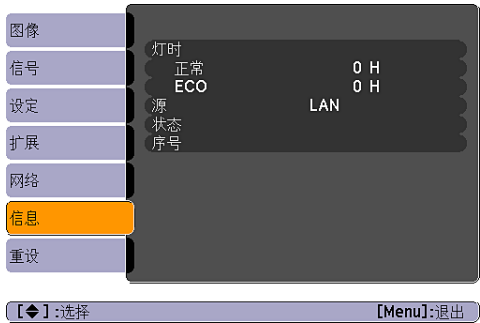 图像
信号
设定
扩展
网络
信息
重设
灯时
正常 0 H
ECO 0 H
源 LAN
状态
序号
[◆] :选择 [Menu]:退出